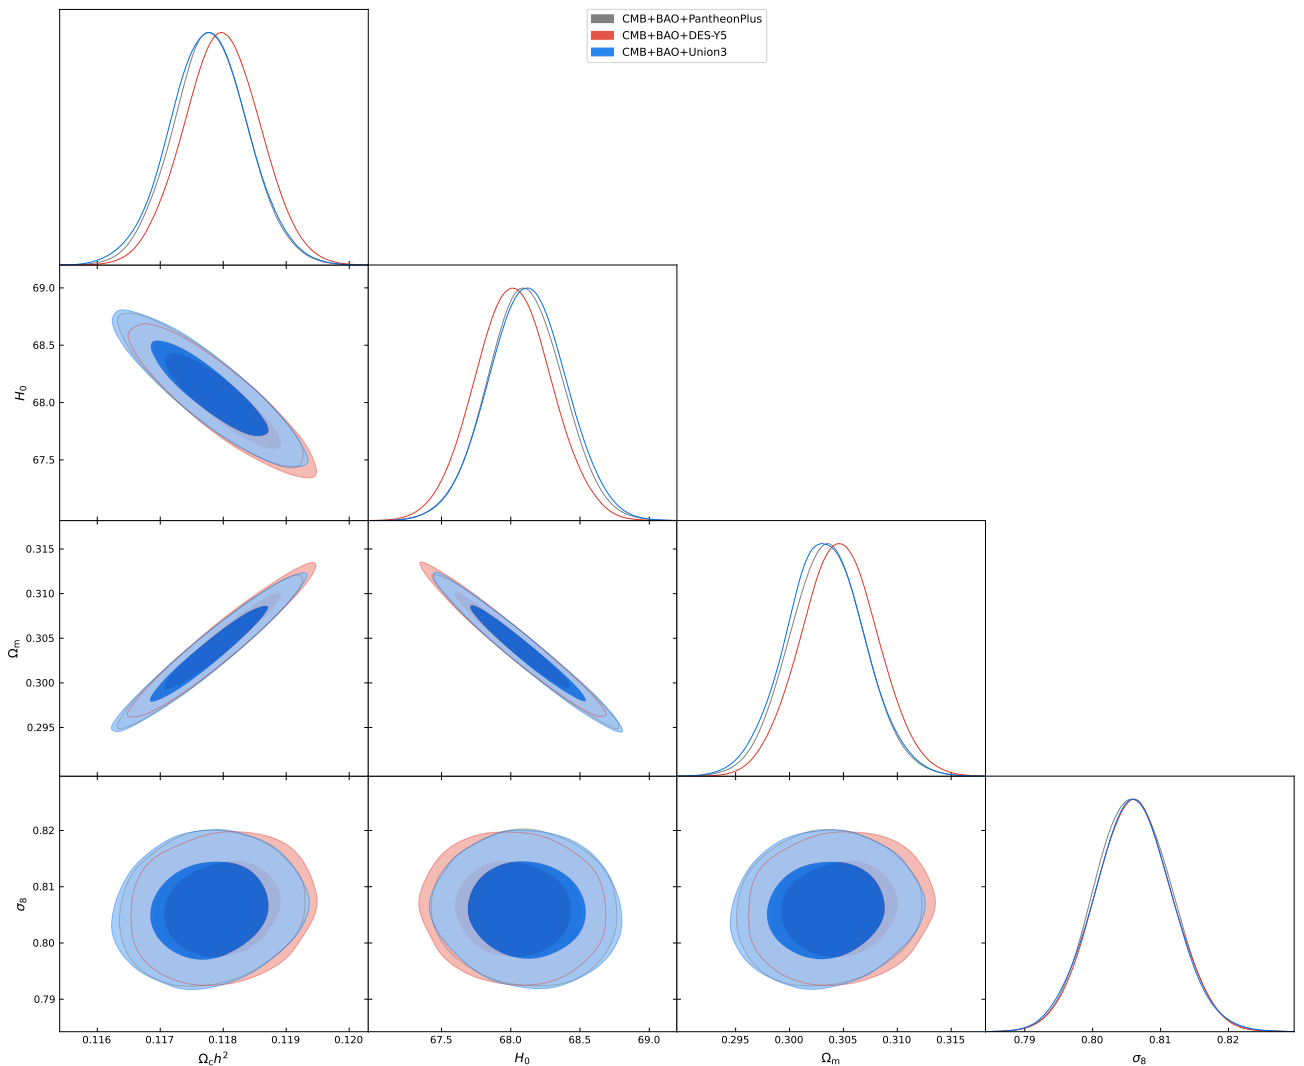 CMB+BAO+PantheonPlus
CMB+BAO+DES-Y5
CMB+BAO+Union3
69.0
68.5
68.0
67.5
H₀
0.315
0.310
0.305
0.300
0.295
Ωₘ
0.82
0.81
0.80
0.79
σ₈
0.116 0.117 0.118 0.119 0.120
67.5 68.0 68.5 69.0
0.295 0.300 0.305 0.310 0.315
0.79 0.80 0.81 0.82
Ω_c h²
H₀
Ωₘ
σ₈